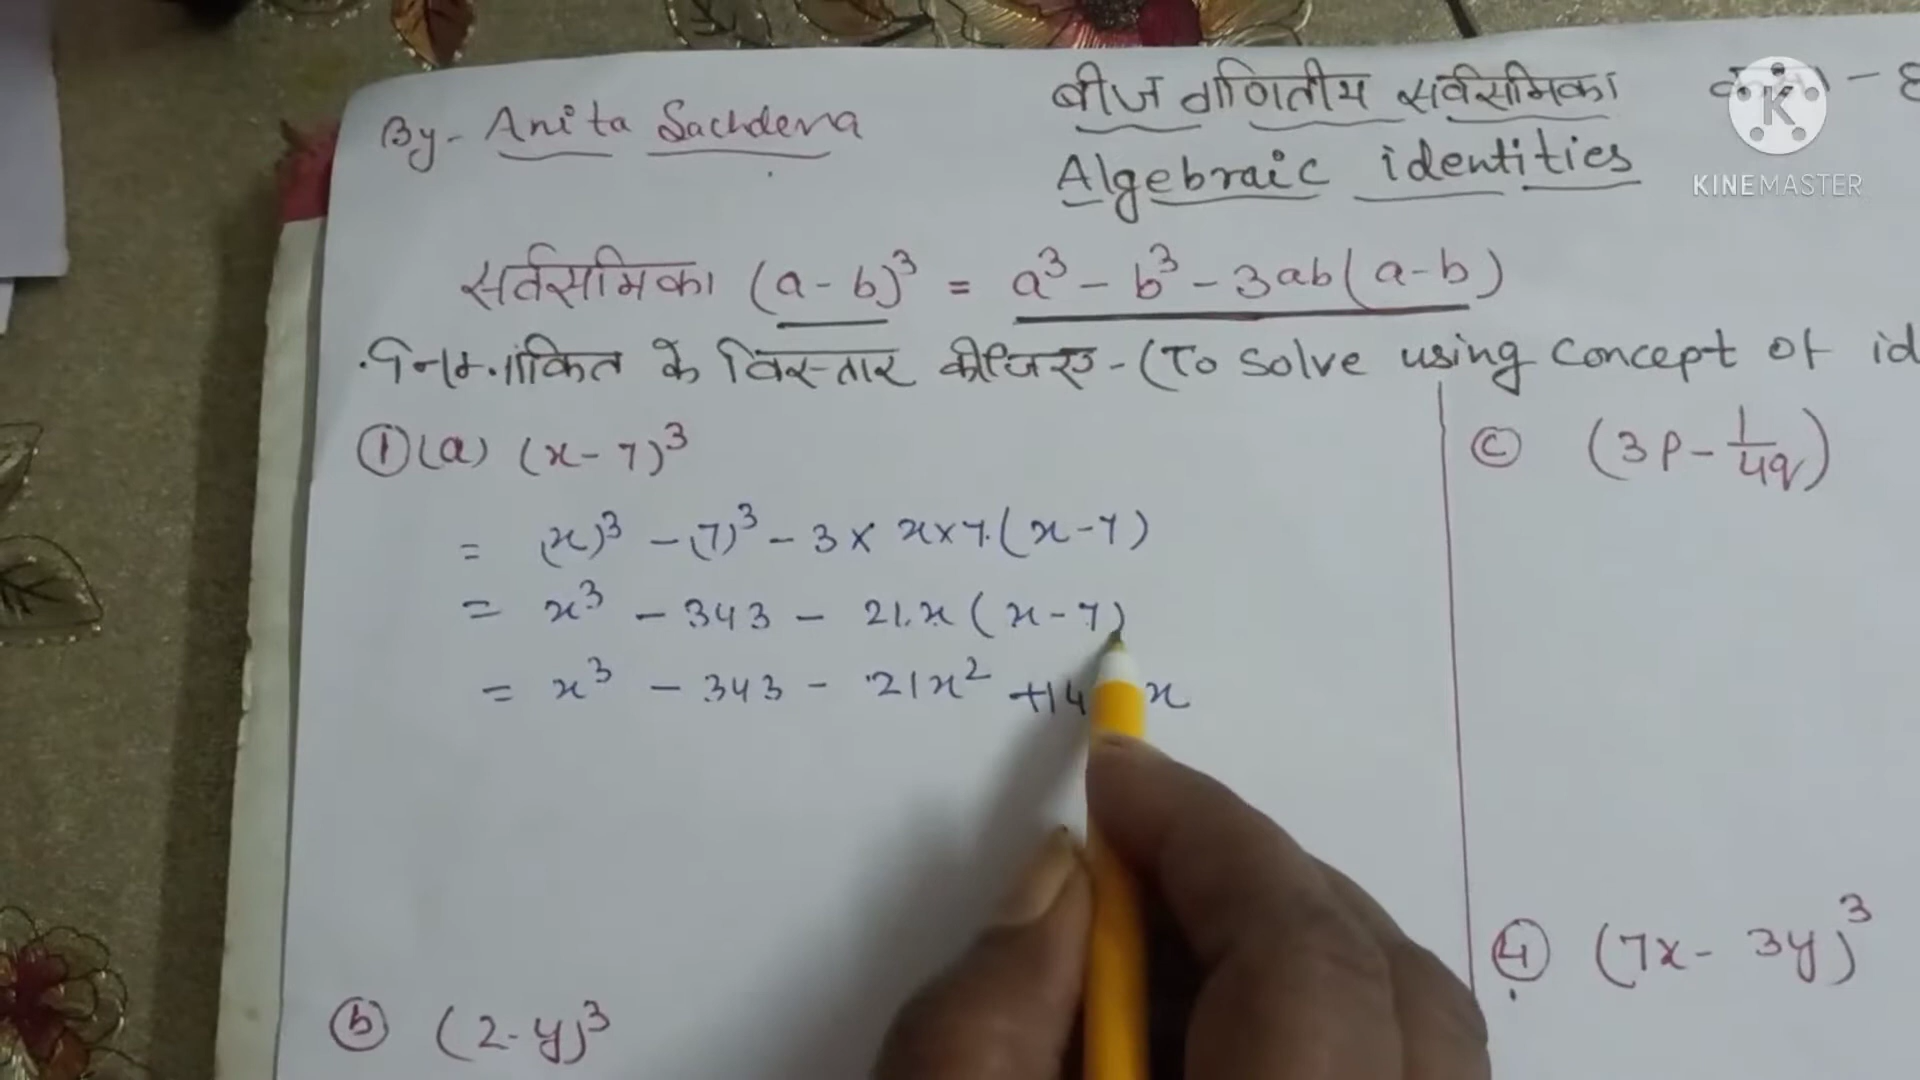 By - Anita Sachdeva
बीज गणितीय सर्वसमिका
Algebraic identities
KINEMASTER
सर्वसमिका (a - b)³ = a³ - b³ - 3ab(a-b)
के विस्तार कीजिए - (To solve using concept of
① (a) (x - 7)³
= (x)³ - (7)³ - 3 × x × 7 (x - 7)
= x³ - 343 - 21x (x - 7)
= x³ - 343 - 21x² x
ⓑ (2 - y)³
ⓒ (3p - 1/4q)
④ (7x - 3y)³